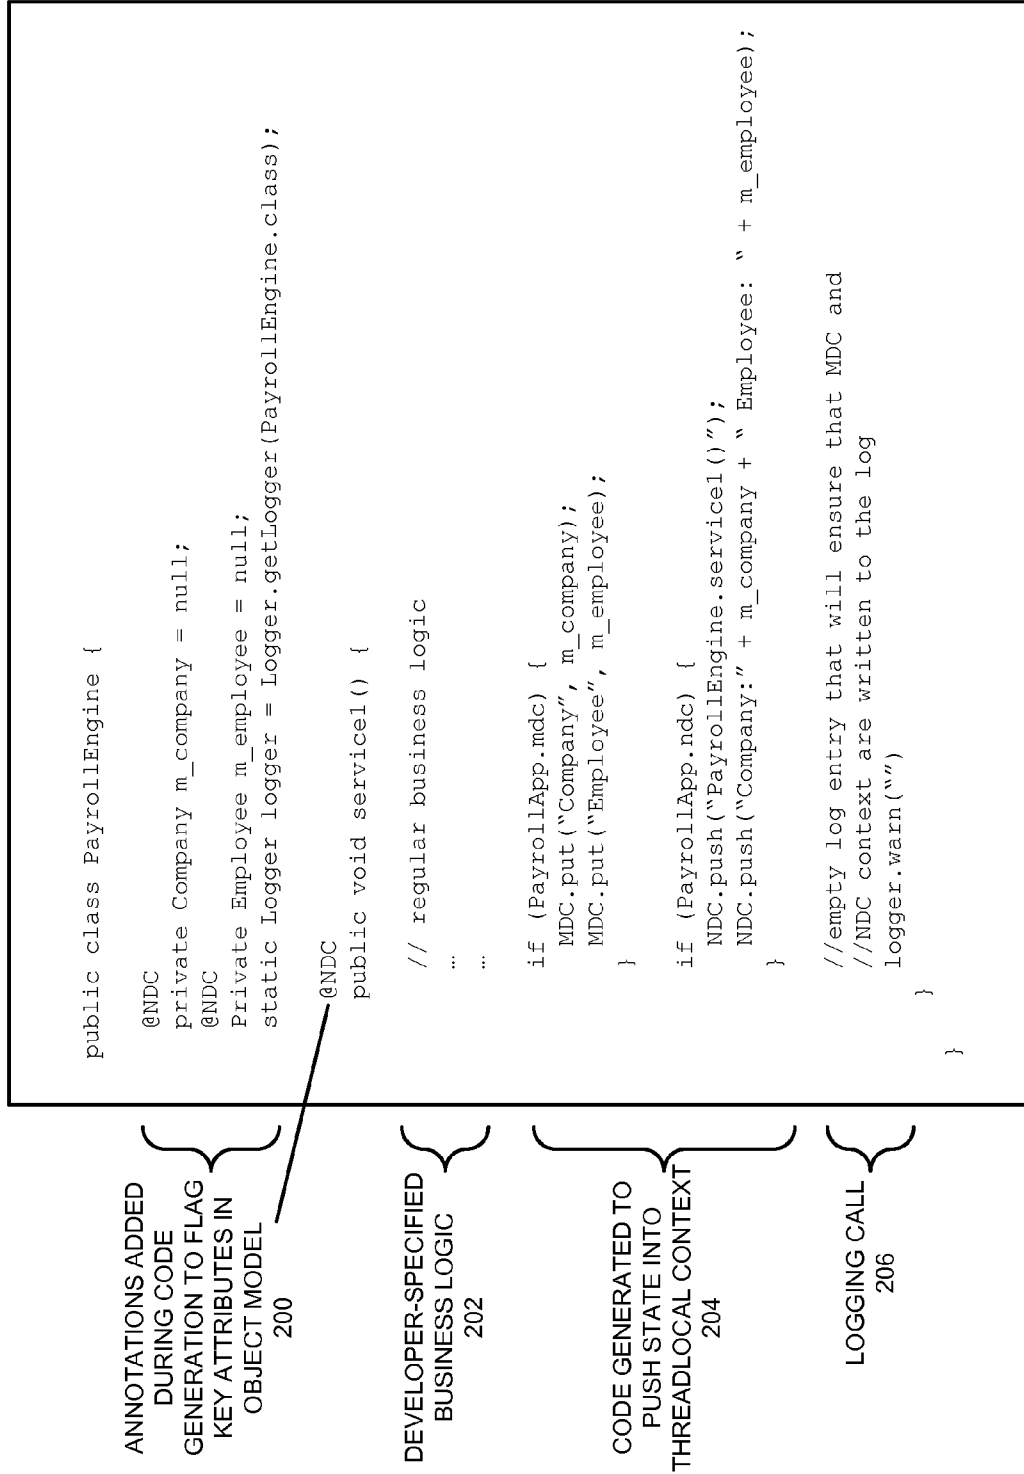 public class PayrollEngine {
@NDC
private Company m_company = null;
@NDC
Private Employee m_employee = null;
static Logger logger = Logger.getLogger(PayrollEngine.class);
@NDC
public void service1() {
// regular business logic
…
…
if (PayrollApp.mdc) {
MDC.put(“Company”, m_company);
MDC.put(“Employee”, m_employee);
}
if (PayrollApp.ndc) {
NDC.push(“PayrollEngine.service1()”);
NDC.push(“Company:” + m_company + “ Employee: “ + m_employee);
}
//empty log entry that will ensure that MDC and
//NDC context are written to the log
logger.warn(“”)
}
}
ANNOTATIONS ADDED
DURING CODE
GENERATION TO FLAG
KEY ATTRIBUTES IN
OBJECT MODEL
200
DEVELOPER-SPECIFIED
BUSINESS LOGIC
202
CODE GENERATED TO
PUSH STATE INTO
THREADLOCAL CONTEXT
204
LOGGING CALL
206